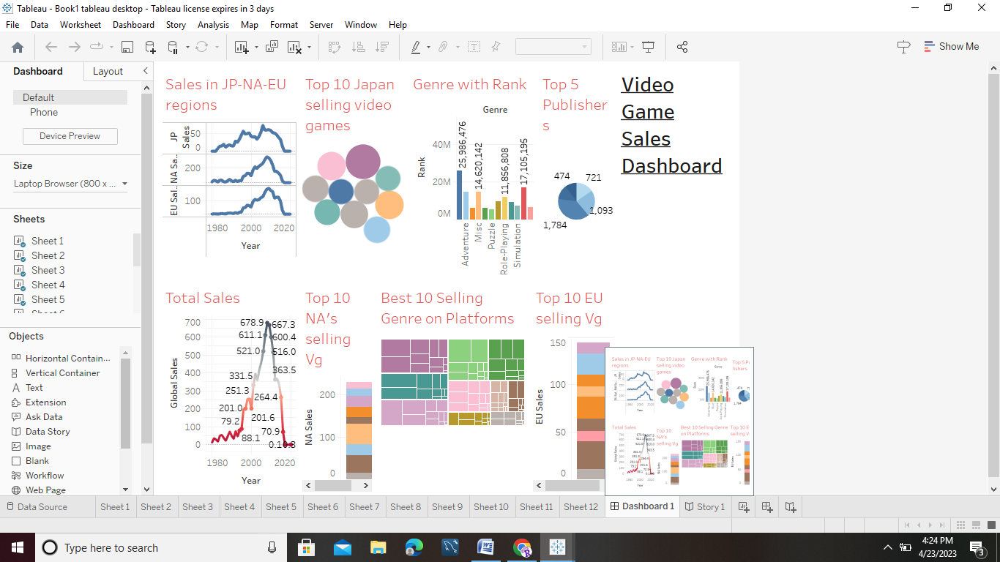 Tableau - Book1 tableau desktop - Tableau license expires in 3 days
File Data Worksheet Dashboard Story Analysis Map Format Server Window Help
Show Me
Dashboard Layout
Default
Phone
Device Preview
Size
Laptop Browser (800 x ...
Sheets
Sheet 1
Sheet 2
Sheet 3
Sheet 4
Sheet 5
Objects
Horizontal Contain...
Vertical Container
Text
Extension
Ask Data
Data Story
Image
Blank
Workflow
Web Page
Sales in JP-NA-EU
regions
JP
Sales
50
0
NA Sa..
200
EU Sal..
100
1980 2000 2020
Year
Top 10 Japan
selling video
games
Genre with Rank
Genre
Rank
40M
20M
0M
25,986,476
14,620,142
11,856,808
17,105,195
Adventure
Misc
Puzzle
Role-Playing
Simulation
Top 5
Publisher
s
474 721
1,093
1,784
Video
Game
Sales
Dashboard
Total Sales
Global Sales
700
600
500
400
300
200
100
0
678.9 667.3
611.1 600.4
521.0 516.0
331.5 363.5
251.3 264.4
201.0 201.6
79.2 70.9
88.1
1980 2000 2020
Year
Top 10
NA's
selling
Vg
NA Sales
200
100
0
Best 10 Selling
Genre on Platforms
Top 10 EU
selling Vg
EU Sales
150
100
50
0
Sales in JP-NA-EU
regions
Top 10 Japan
selling video
games
Genre with Rank
Total Sales
Top 10
NA's
selling Vg
Best 10 Selling Genre
on Platforms
Data Source Sheet 1 Sheet 2 Sheet 3 Sheet 4 Sheet 5 Sheet 6 Sheet 7 Sheet 8 Sheet 9 Sheet 10 Sheet 11 Sheet 12 Dashboard 1 Story 1
Type here to search
4:24 PM
4/23/2023
3